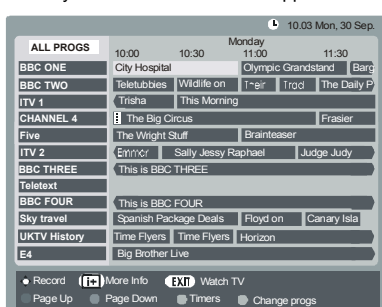 10.03 Mon, 30 Sep.
ALL PROGS
Monday
10:00 10:30 11:00 11:30
BBC ONE City Hospital Olympic Grandstand Barg
BBC TWO Teletubbies Wildlife on Their Trad The Daily P
ITV 1 Trisha This Morning
CHANNEL 4 The Big Circus Frasier
Five The Wright Stuff Brainteaser
ITV 2 Emmer Sally Jessy Raphael Judge Judy
BBC THREE This is BBC THREE
Teletext
BBC FOUR This is BBC FOUR
Sky travel Spanish Package Deals Floyd on Canary Isla
UKTV History Time Flyers Time Flyers Horizon
E4 Big Brother Live
Record i+ More Info EXIT Watch TV
Page Up Page Down Timers Change progs